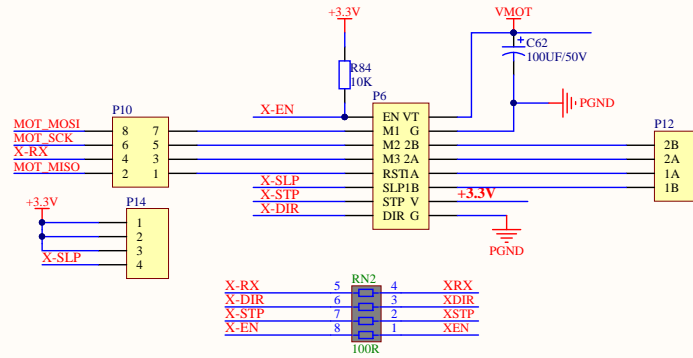 +3.3V
VMOT
C62
100UF/50V
R84
10K
PGND
P10
P6
P12
X-EN
EN VT
MOT_MOSI 8 7 M1 G
MOT_SCK 6 5 M2 2B 2B
X-RX 4 3 M3 2A 2A
MOT_MISO 2 1 RST1A 1A
X-SLP SLP1B 1B
X-STP STP V +3.3V
X-DIR DIR G
PGND
+3.3V
P14
1
2
3
X-SLP 4
RN2
X-RX 5 4 XRX
X-DIR 6 3 XDIR
X-STP 7 2 XSTP
X-EN 8 1 XEN
100R